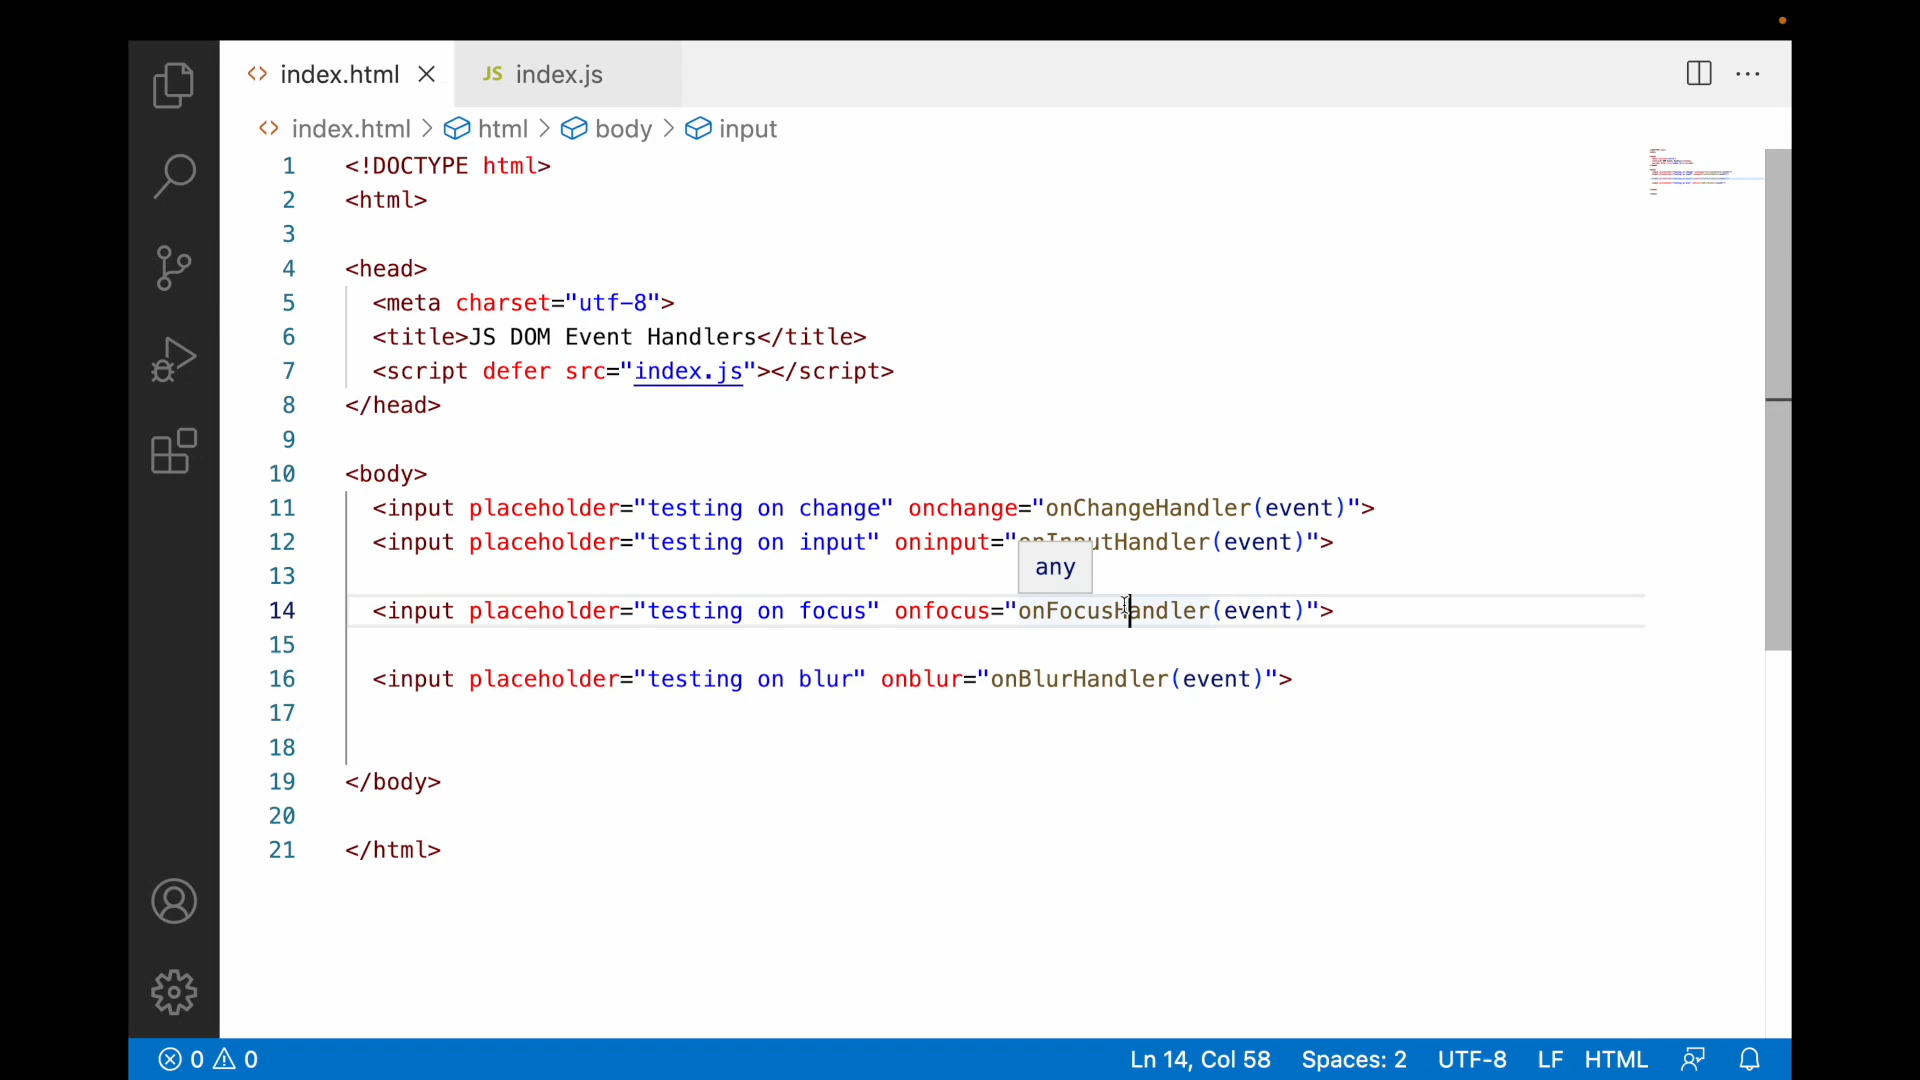 index.html
JS index.js
index.html > html > body > input
1 <!DOCTYPE html>
2 <html>
3
4 <head>
5 <meta charset="utf-8">
6 <title>JS DOM Event Handlers</title>
7 <script defer src="index.js"></script>
8 </head>
9
10 <body>
11 <input placeholder="testing on change" onchange="onChangeHandler(event)">
12 <input placeholder="testing on input" oninput="onInputHandler(event)">
any
13
14 <input placeholder="testing on focus" onfocus="onFocusHandler(event)">
15
16 <input placeholder="testing on blur" onblur="onBlurHandler(event)">
17
18
19 </body>
20
21 </html>
0 0 Ln 14, Col 58 Spaces: 2 UTF-8 LF HTML